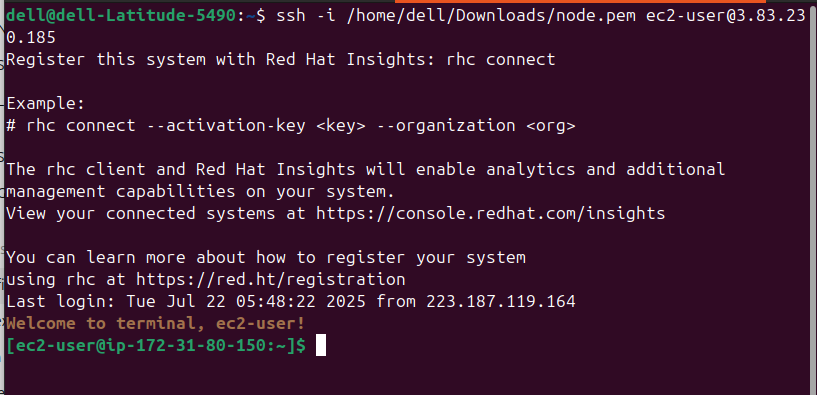 dell@dell-Latitude-5490:~$ ssh -i /home/dell/Downloads/node.pem ec2-user@3.83.23
0.185
Register this system with Red Hat Insights: rhc connect
Example:
# rhc connect --activation-key <key> --organization <org>
The rhc client and Red Hat Insights will enable analytics and additional
management capabilities on your system.
View your connected systems at https://console.redhat.com/insights
You can learn more about how to register your system
using rhc at https://red.ht/registration
Last login: Tue Jul 22 05:48:22 2025 from 223.187.119.164
Welcome to terminal, ec2-user!
[ec2-user@ip-172-31-80-150:~]$